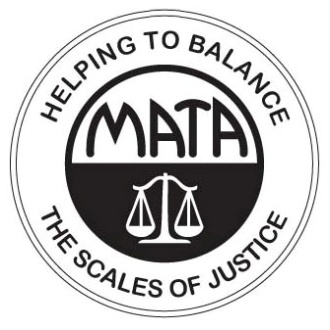 HELPING TO BALANCE
MATA
THE SCALES OF JUSTICE